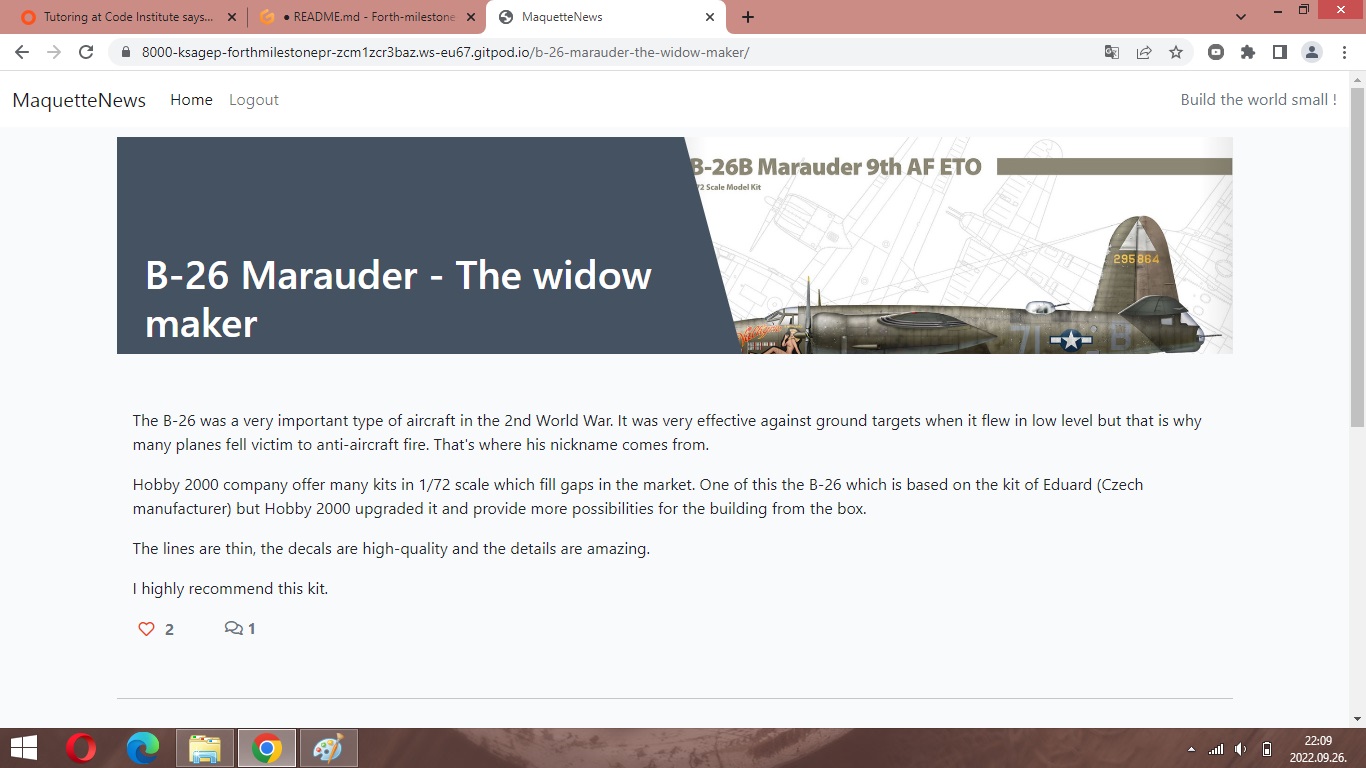 Tutoring at Code Institute says...
● README.md - Forth-milestone
MaquetteNews
8000-ksagep-forthmilestonepr-zcm1zcr3baz.ws-eu67.gitpod.io/b-26-marauder-the-widow-maker/
MaquetteNews Home Logout Build the world small !
B-26B Marauder 9th AF ETO
/2 Scale Model Kit
295864
B-26 Marauder - The widow
maker
The B-26 was a very important type of aircraft in the 2nd World War. It was very effective against ground targets when it flew in low level but that is why
many planes fell victim to anti-aircraft fire. That's where his nickname comes from.
Hobby 2000 company offer many kits in 1/72 scale which fill gaps in the market. One of this the B-26 which is based on the kit of Eduard (Czech
manufacturer) but Hobby 2000 upgraded it and provide more possibilities for the building from the box.
The lines are thin, the decals are high-quality and the details are amazing.
I highly recommend this kit.
2 1
22:09
2022.09.26.